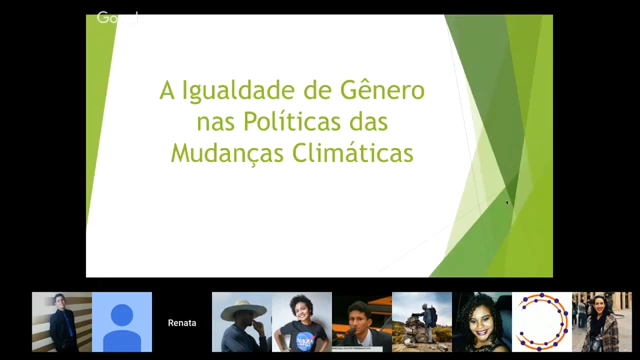 A Igualdade de Gênero
nas Políticas das
Mudanças Climáticas
Renata